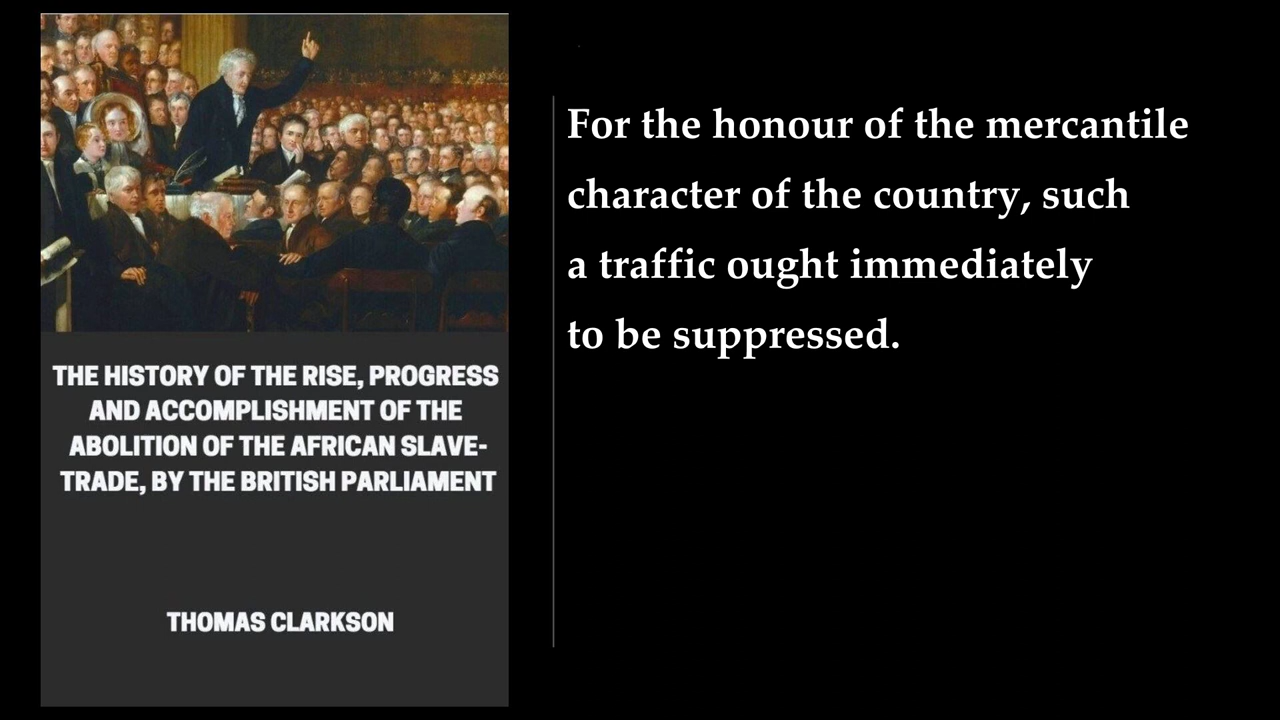 THE HISTORY OF THE RISE, PROGRESS
AND ACCOMPLISHMENT OF THE
ABOLITION OF THE AFRICAN SLAVE-
TRADE, BY THE BRITISH PARLIAMENT
THOMAS CLARKSON
For the honour of the mercantile
character of the country, such
a traffic ought immediately
to be suppressed.